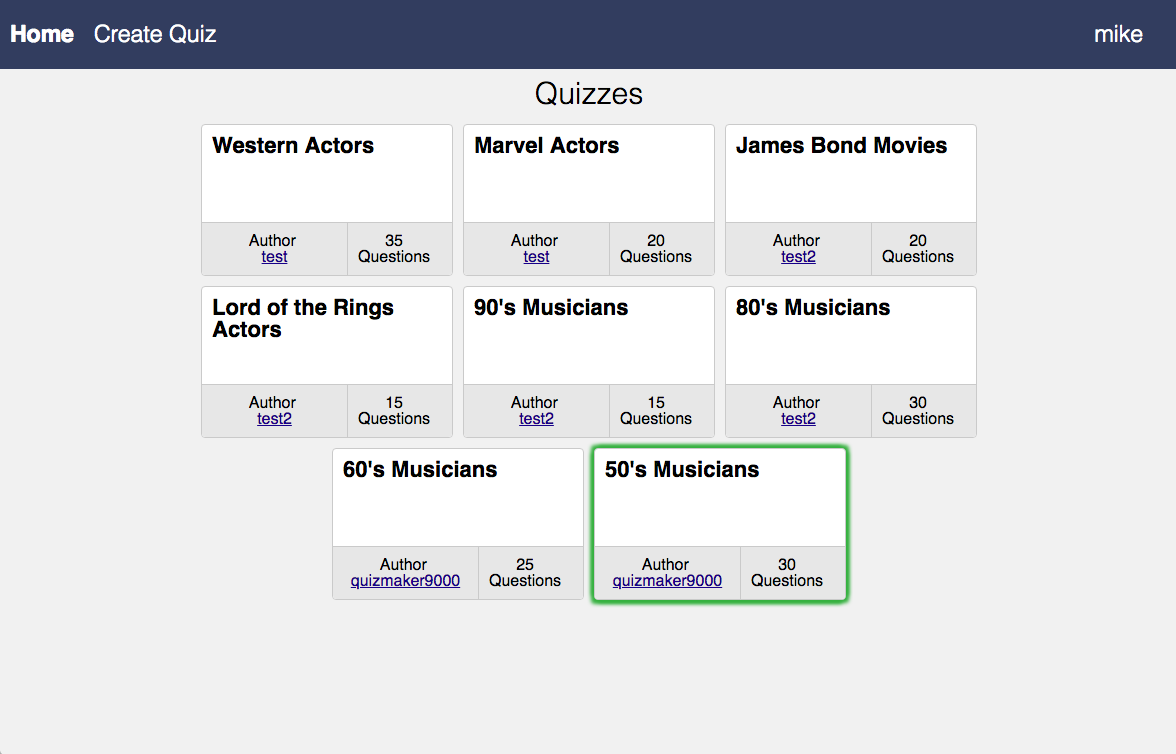 Home Create Quiz mike
Quizzes
Western Actors
Author
test
35
Questions
Marvel Actors
Author
test
20
Questions
James Bond Movies
Author
test2
20
Questions
Lord of the Rings
Actors
Author
test2
15
Questions
90's Musicians
Author
test2
15
Questions
80's Musicians
Author
test2
30
Questions
60's Musicians
Author
quizmaker9000
25
Questions
50's Musicians
Author
quizmaker9000
30
Questions